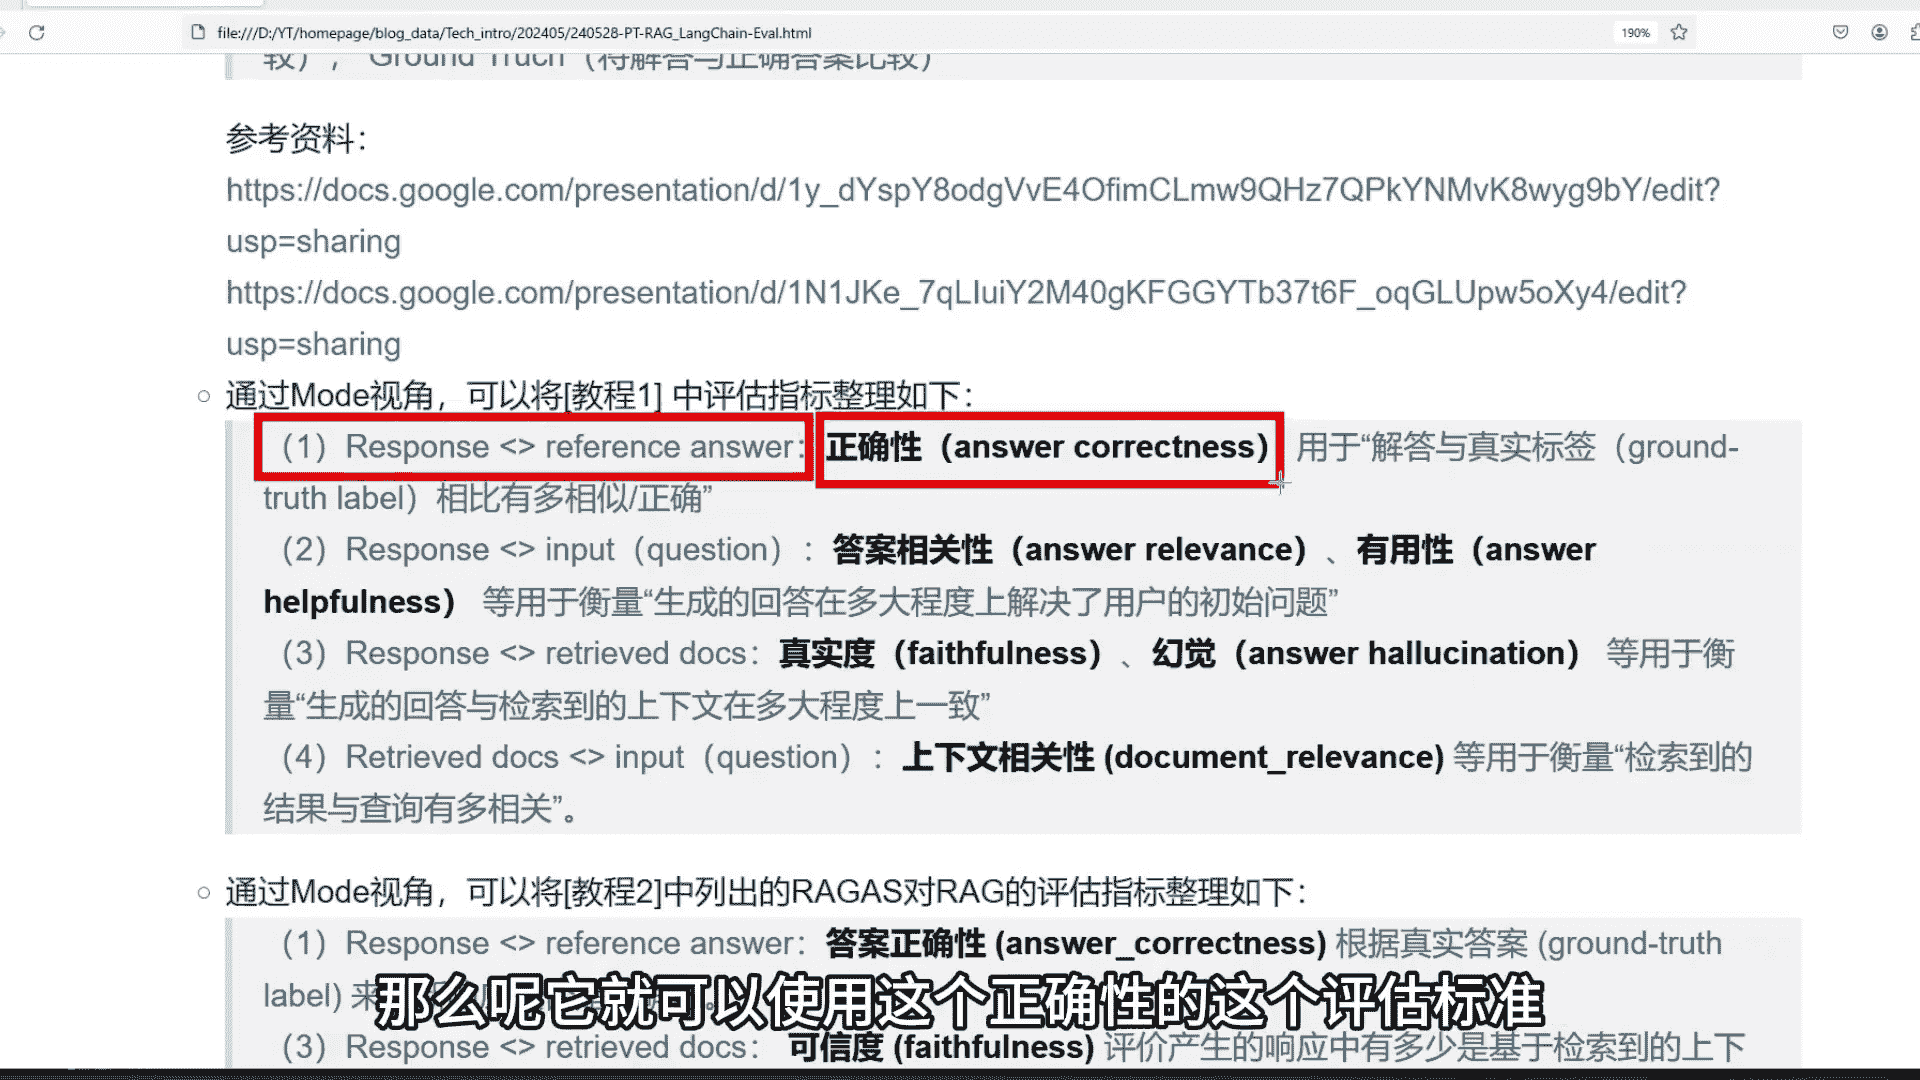 file:///D:/YT/homepage/blog_data/Tech_intro/202405/240528-PT-RAG_LangChain-Eval.html
190%
较），“Ground Truch（将解答与正确答案比较）
参考资料：
https://docs.google.com/presentation/d/1y_dYspY8odgVvE4OfimCLmw9QHz7QPkYNMvK8wyg9bY/edit?
usp=sharing
https://docs.google.com/presentation/d/1N1JKe_7qLIuiY2M40gKFGGYTb37t6F_oqGLUpw5oXy4/edit?
usp=sharing
通过Mode视角，可以将[教程1] 中评估指标整理如下：
（1）Response <> reference answer：正确性（answer correctness） 用于“解答与真实标签（ground-
truth label）相比有多相似/正确”
（2）Response <> input（question）：答案相关性（answer relevance）、有用性（answer
helpfulness） 等用于衡量“生成的回答在多大程度上解决了用户的初始问题”
（3）Response <> retrieved docs：真实度（faithfulness）、幻觉（answer hallucination） 等用于衡
量“生成的回答与检索到的上下文在多大程度上一致”
（4）Retrieved docs <> input（question）：上下文相关性 (document_relevance) 等用于衡量“检索到的
结果与查询有多相关”。
通过Mode视角，可以将[教程2]中列出的RAGAS对RAG的评估指标整理如下：
（1）Response <> reference answer：答案正确性 (answer_correctness) 根据真实答案 (ground-truth
label) 来
那么呢它就可以使用这个正确性的这个评估标准
（3）Response <> retrieved docs： 可信度 (faithfulness) 评价产生的响应中有多少是基于检索到的上下